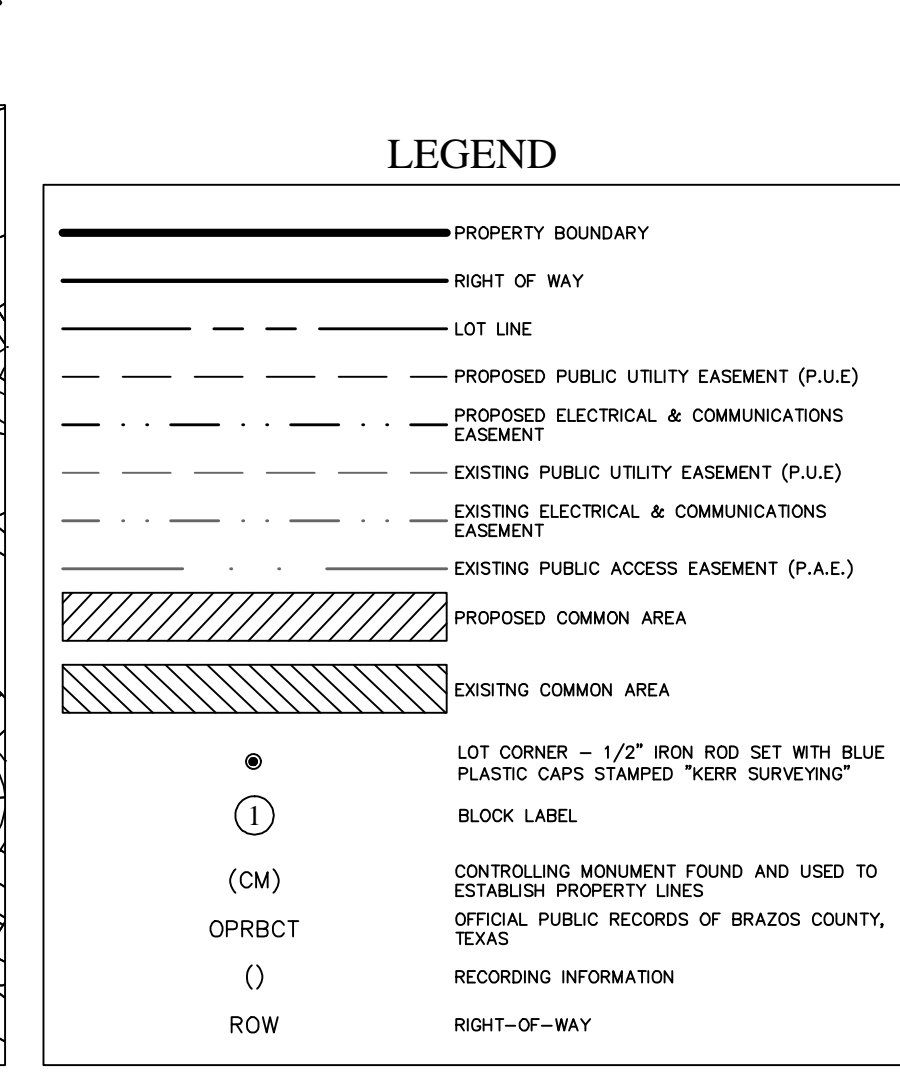 LEGEND
PROPERTY BOUNDARY
RIGHT OF WAY
LOT LINE
PROPOSED PUBLIC UTILITY EASEMENT (P.U.E)
PROPOSED ELECTRICAL & COMMUNICATIONS
EASEMENT
EXISTING PUBLIC UTILITY EASEMENT (P.U.E)
EXISTING ELECTRICAL & COMMUNICATIONS
EASEMENT
EXISTING PUBLIC ACCESS EASEMENT (P.A.E.)
PROPOSED COMMON AREA
EXISITNG COMMON AREA
LOT CORNER – 1/2" IRON ROD SET WITH BLUE
PLASTIC CAPS STAMPED "KERR SURVEYING"
1 BLOCK LABEL
(CM) CONTROLLING MONUMENT FOUND AND USED TO
ESTABLISH PROPERTY LINES
OPRBCT OFFICIAL PUBLIC RECORDS OF BRAZOS COUNTY,
TEXAS
() RECORDING INFORMATION
ROW RIGHT–OF–WAY